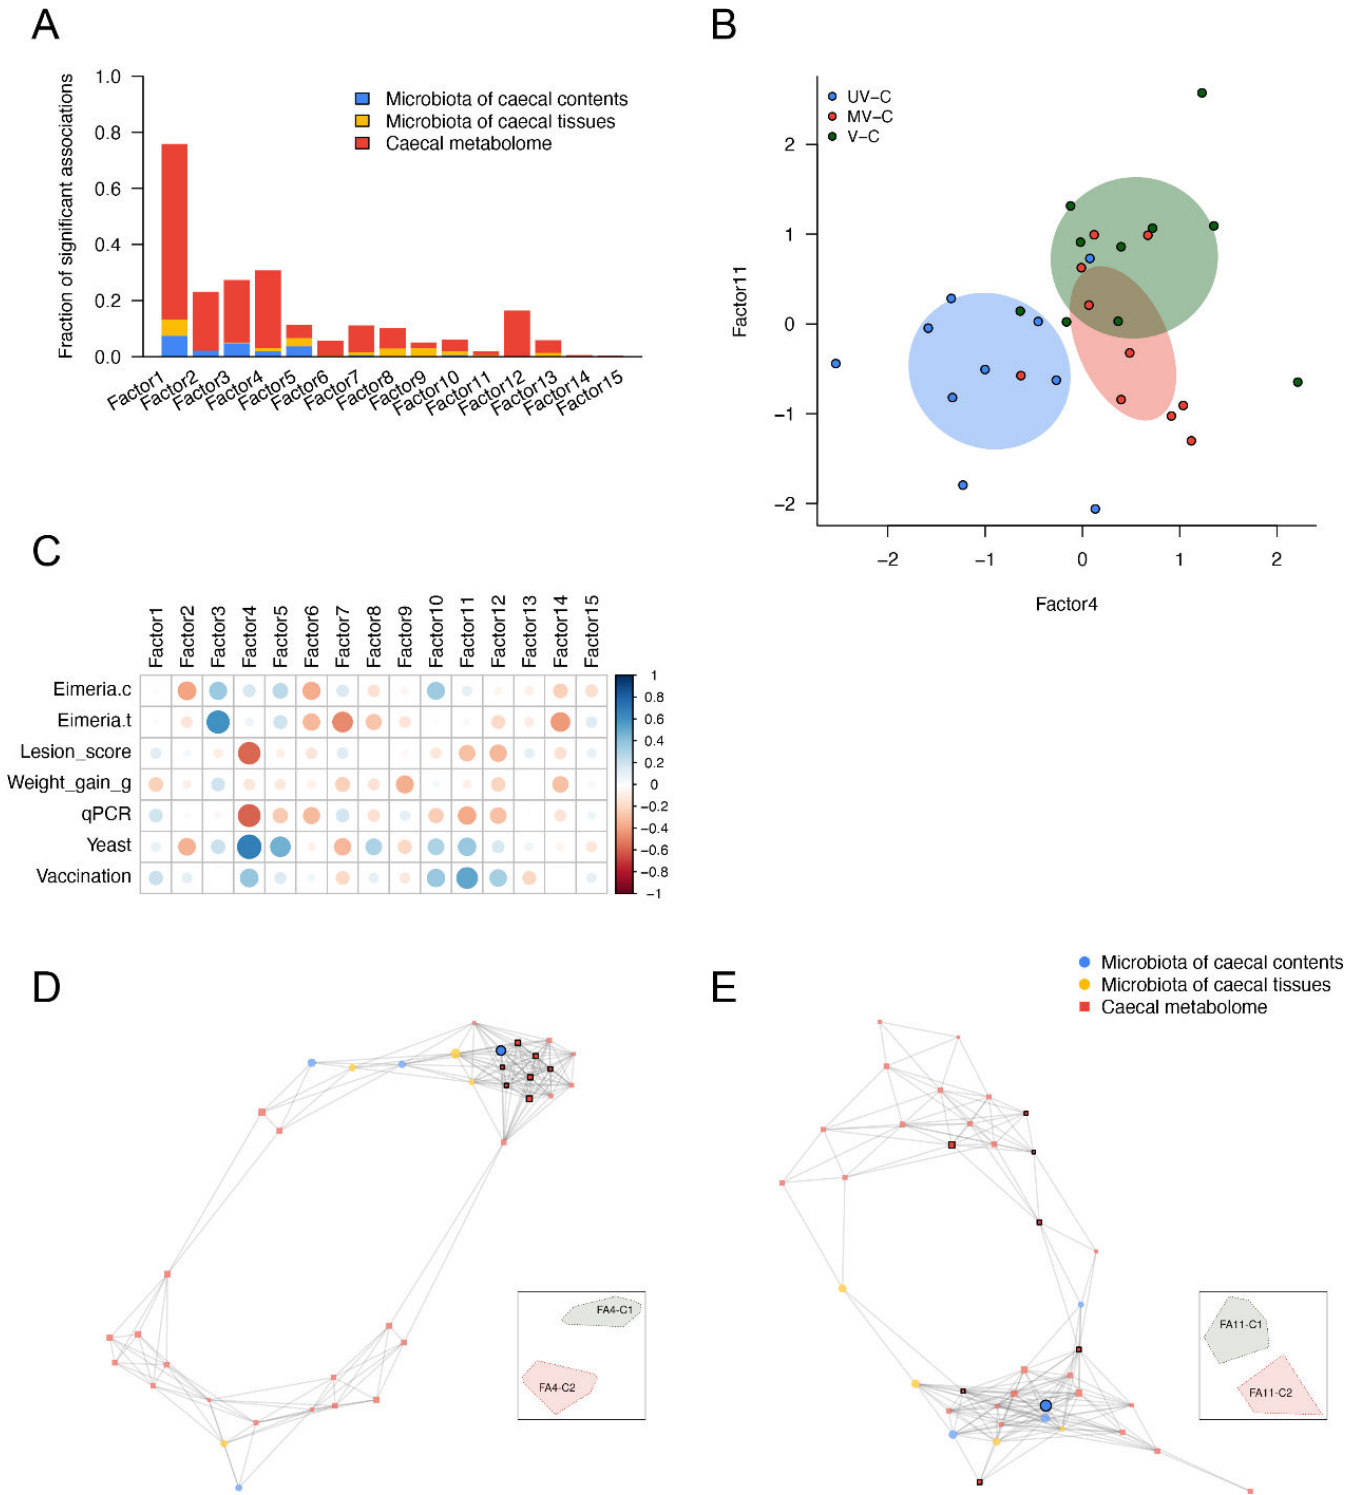 A
Fraction of significant associations
1.0
0.8
0.6
0.4
0.2
0.0
Microbiota of caecal contents
Microbiota of caecal tissues
Caecal metabolome
Factor1
Factor2
Factor3
Factor4
Factor5
Factor6
Factor7
Factor8
Factor9
Factor10
Factor11
Factor12
Factor13
Factor14
Factor15
B
UV-C
MV-C
V-C
Factor11
2
1
0
−1
−2
−2
−1
0
1
2
Factor4
C
Factor1
Factor2
Factor3
Factor4
Factor5
Factor6
Factor7
Factor8
Factor9
Factor10
Factor11
Factor12
Factor13
Factor14
Factor15
Eimeria.c
Eimeria.t
Lesion_score
Weight_gain_g
qPCR
Yeast
Vaccination
1
0.8
0.6
0.4
0.2
0
−0.2
−0.4
−0.6
−0.8
−1
D
FA4-C1
FA4-C2
E
Microbiota of caecal contents
Microbiota of caecal tissues
Caecal metabolome
FA11-C1
FA11-C2